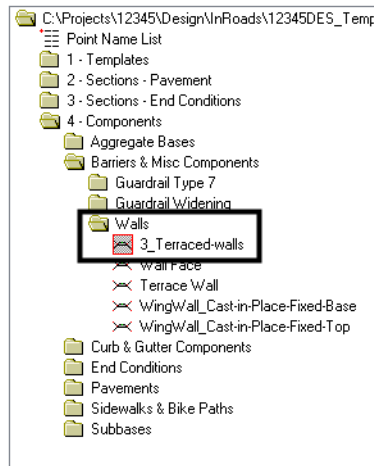 C:\Projects\12345\Design\InRoads\12345DES_Temp
Point Name List
1 - Templates
2 - Sections - Pavement
3 - Sections - End Conditions
4 - Components
Aggregate Bases
Barriers & Misc Components
Guardrail Type 7
Guardrail Widening
Walls
3_Terraced-walls
Wall Face
Terrace Wall
WingWall_Cast-in-Place-Fixed-Base
WingWall_Cast-in-Place-Fixed-Top
Curb & Gutter Components
End Conditions
Pavements
Sidewalks & Bike Paths
Subbases